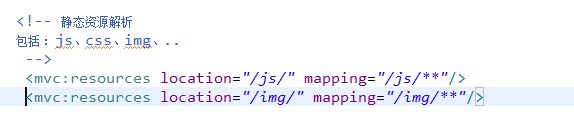 <!-- 静态资源解析
包括：js、css、img、..
-->
<mvc:resources location="/js/" mapping="/js/**"/>
<mvc:resources location="/img/" mapping="/img/**"/>